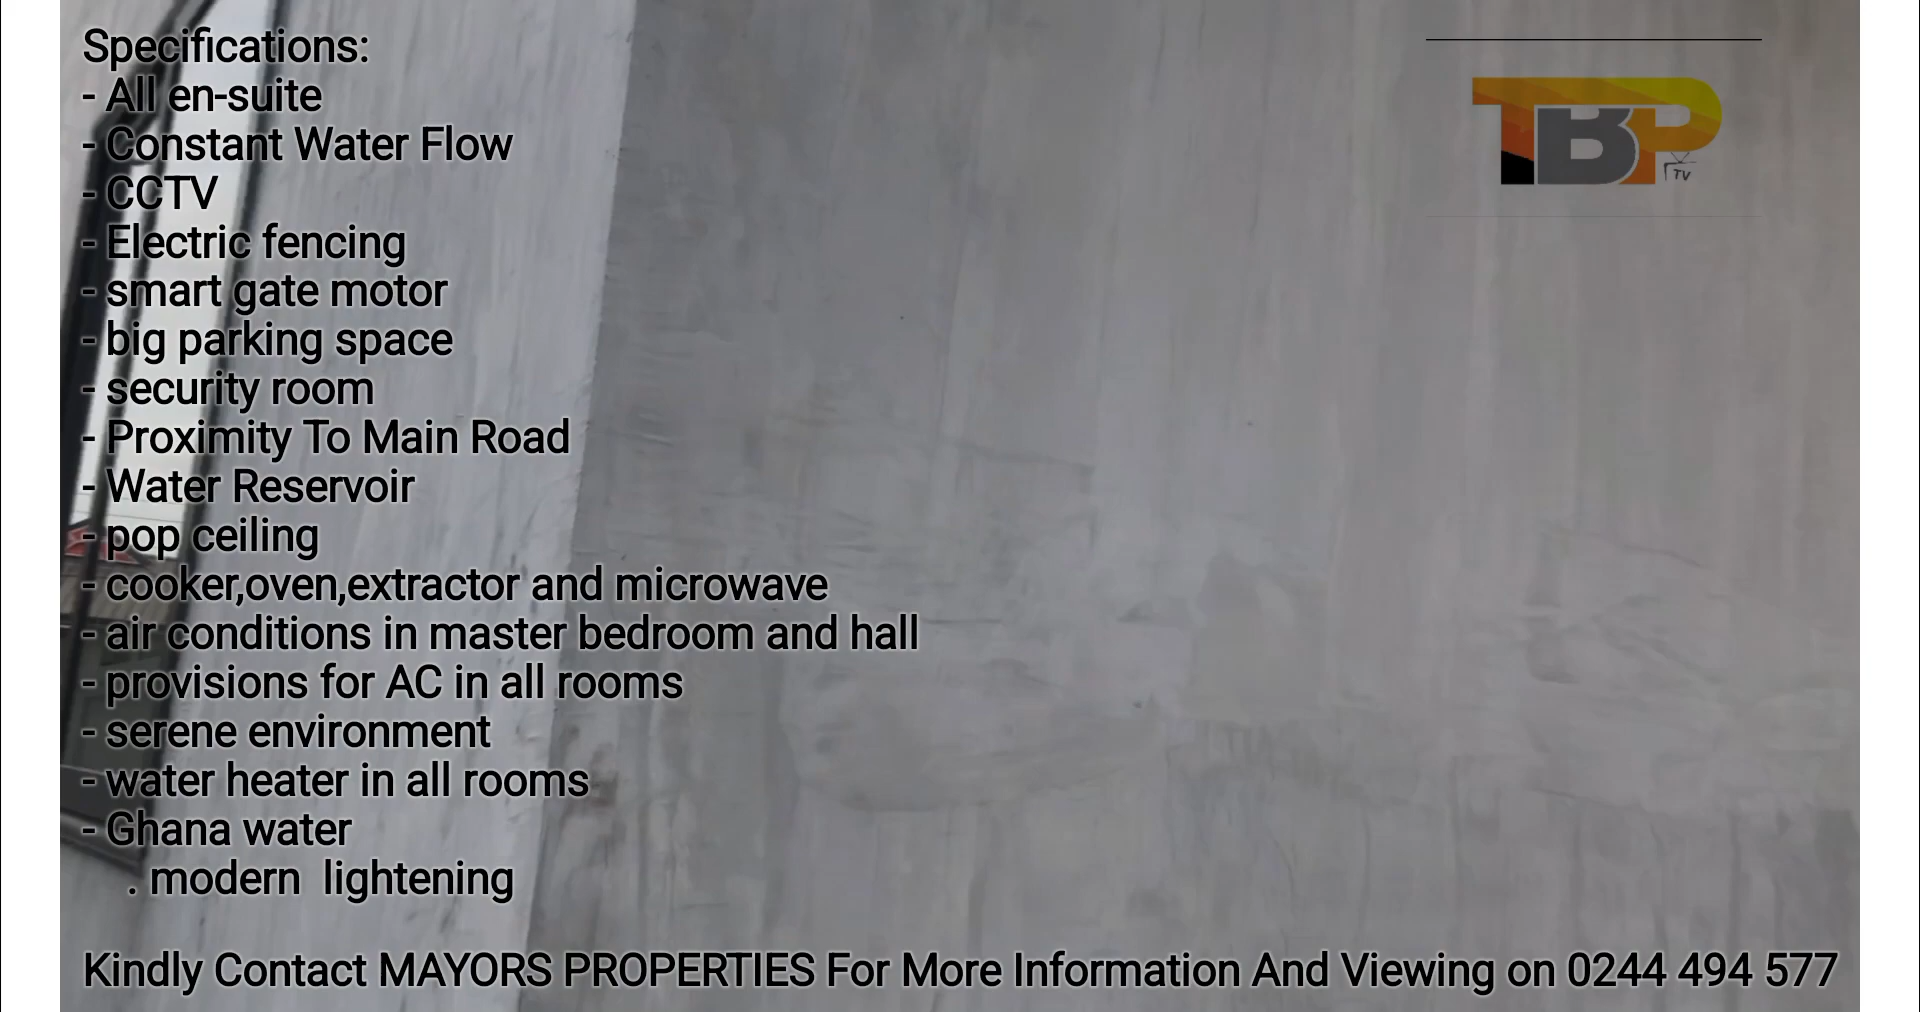 Specifications:
- All en-suite
- Constant Water Flow
- CCTV
- Electric fencing
- smart gate motor
- big parking space
- security room
- Proximity To Main Road
- Water Reservoir
- pop ceiling
- cooker,oven,extractor and microwave
- air conditions in master bedroom and hall
- provisions for AC in all rooms
- serene environment
- water heater in all rooms
- Ghana water
. modern  lightening
Kindly Contact MAYORS PROPERTIES For More Information And Viewing on 0244 494 577
TBP
TV